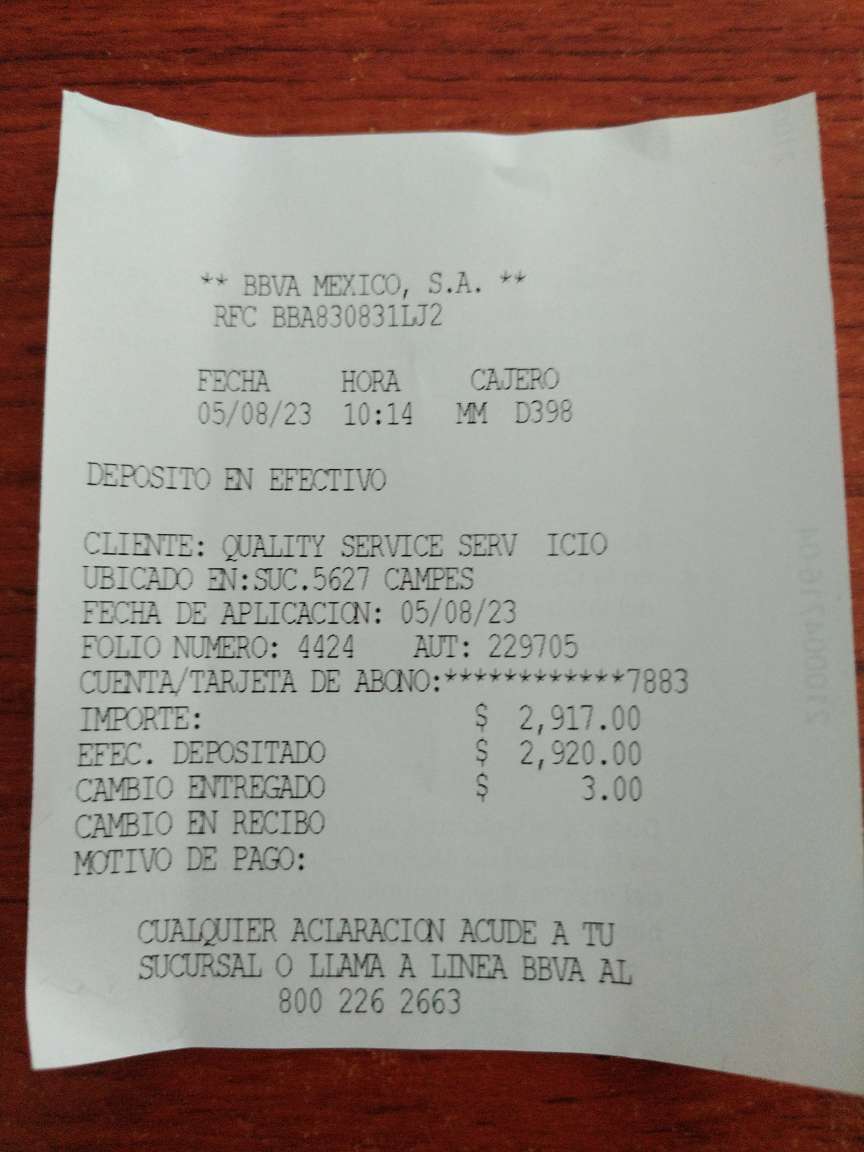 ** BBVA MEXICO, S.A. **
RFC BBA830831LJ2
FECHA HORA CAJERO
05/08/23 10:14 MM D398
DEPOSITO EN EFECTIVO
CLIENTE: QUALITY SERVICE SERV ICIO
UBICADO EN:SUC.5627 CAMPES
FECHA DE APLICACION: 05/08/23
FOLIO NUMERO: 4424 AUT: 229705
CUENTA/TARJETA DE ABONO:************7883
IMPORTE: $ 2,917.00
EFEC. DEPOSITADO $ 2,920.00
CAMBIO ENTREGADO $ 3.00
CAMBIO EN RECIBO
MOTIVO DE PAGO:
CUALQUIER ACLARACION ACUDE A TU
SUCURSAL O LLAMA A LINEA BBVA AL
800 226 2663